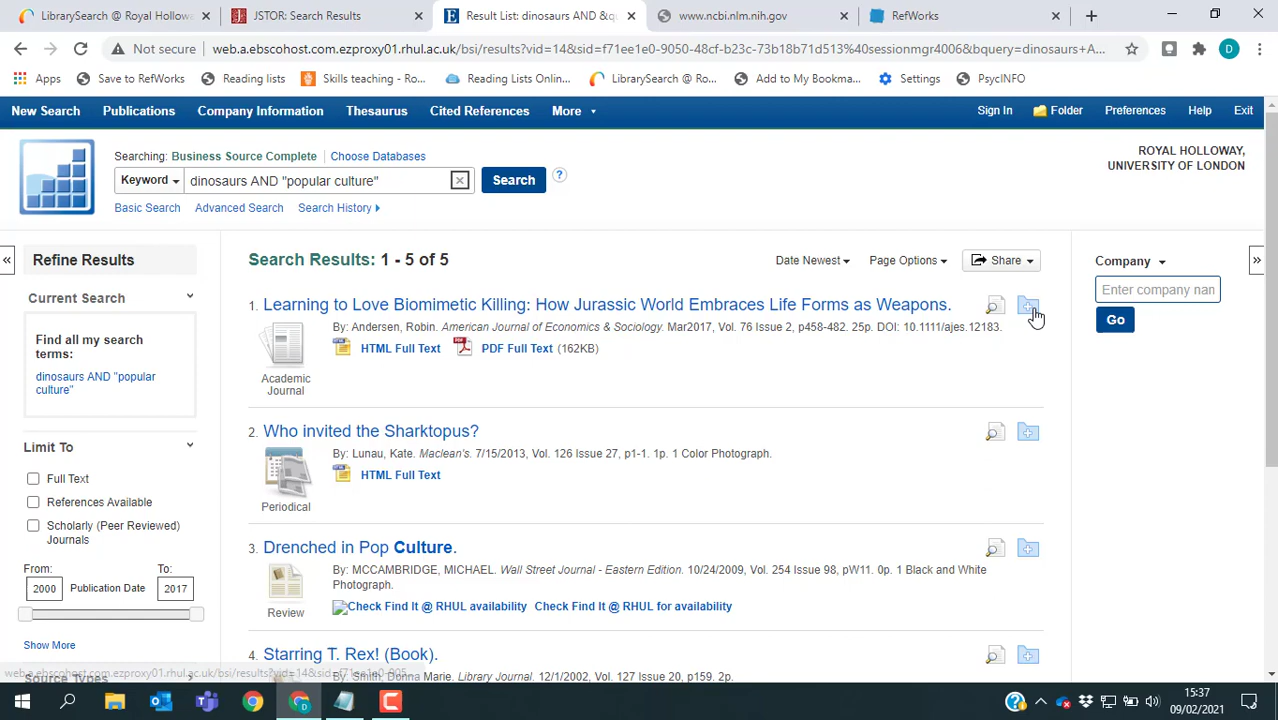 LibrarySearch @ Royal Hollowa
JSTOR: Search Results
Result List: dinosaurs AND &qu
www.ncbi.nlm.nih.gov
RefWorks
Not secure
web.a.ebscohost.com.ezproxy01.rhul.ac.uk/bsi/results?vid=14&sid=f71ee1e0-9050-48cf-b23c-73b18b71d513%40sessionmgr4006&bquery=dinosaurs+A...
D
Apps
Save to RefWorks
Reading lists
Skills teaching - Ro...
Reading Lists Onlin...
LibrarySearch @ Ro...
Add to My Bookma...
Settings
PsycINFO
New Search
Publications
Company Information
Thesaurus
Cited References
More
Sign In
Folder
Preferences
Help
Exit
Searching: Business Source Complete
Choose Databases
ROYAL HOLLOWAY,
UNIVERSITY OF LONDON
Keyword
dinosaurs AND "popular culture"
Search
?
Basic Search
Advanced Search
Search History
«
Refine Results
Search Results: 1 - 5 of 5
Date Newest
Page Options
Share
Company
»
Enter company nam
Go
Current Search
Find all my search
terms:
dinosaurs AND "popular
culture"
1. Learning to Love Biomimetic Killing: How Jurassic World Embraces Life Forms as Weapons.
By: Andersen, Robin. American Journal of Economics & Sociology. Mar2017, Vol. 76 Issue 2, p458-482. 25p. DOI: 10.1111/ajes.12183.
HTML Full Text
PDF Full Text (162KB)
Academic
Journal
2. Who invited the Sharktopus?
By: Lunau, Kate. Maclean's. 7/15/2013, Vol. 126 Issue 27, p1-1. 1p. 1 Color Photograph.
HTML Full Text
Periodical
Limit To
Full Text
References Available
Scholarly (Peer Reviewed)
Journals
From:
To:
2000
Publication Date
2017
Show More
3. Drenched in Pop Culture.
By: MCCAMBRIDGE, MICHAEL. Wall Street Journal - Eastern Edition. 10/24/2009, Vol. 254 Issue 98, pW11. 0p. 1 Black and White
Photograph.
Check Find It @ RHUL availability
Check Find It @ RHUL for availability
Review
4. Starring T. Rex! (Book).
By: Smith, Donna Marie. Library Journal. 12/1/2002, Vol. 127 Issue 20, p159. 2p.
15:37
09/02/2021